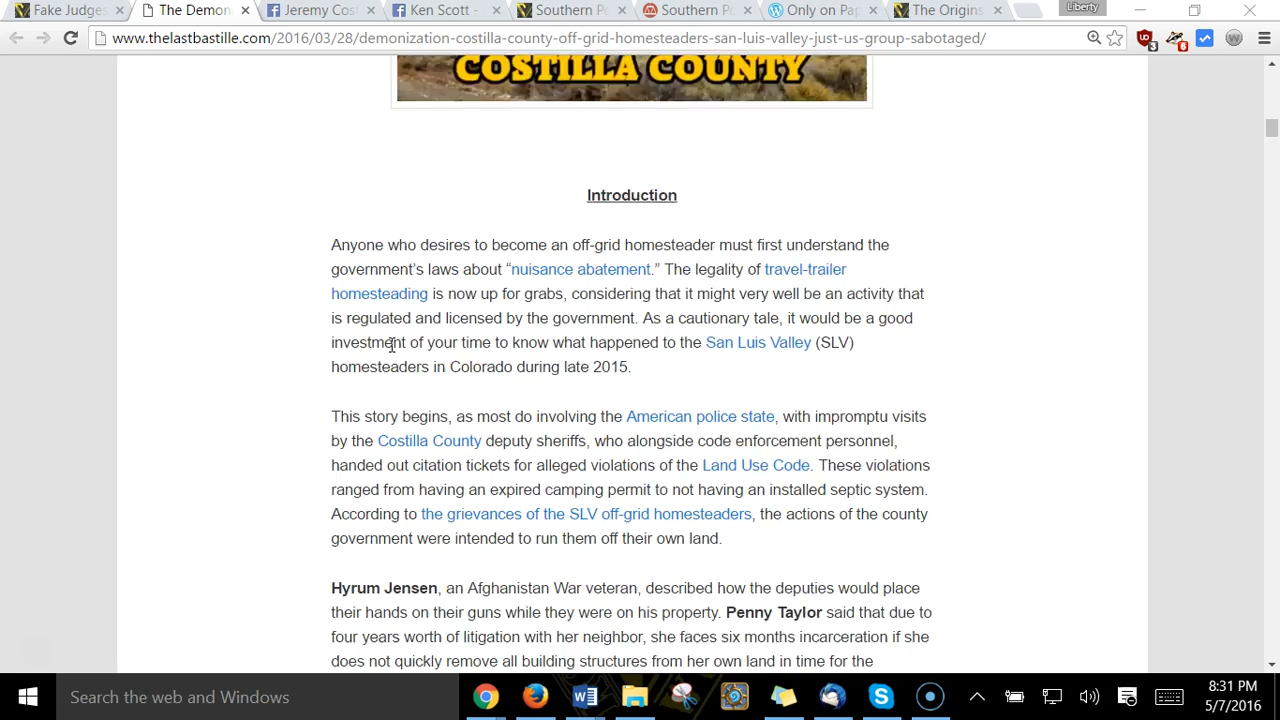 Fake Judges
The Demon
Jeremy Cos
Ken Scott -
Southern Po
Southern P
Only on Pap
The Origins
Liberty
www.thelastbastille.com/2016/03/28/demonization-costilla-county-off-grid-homesteaders-san-luis-valley-just-us-group-sabotaged/
3
6
COSTILLA COUNTY
Introduction
Anyone who desires to become an off-grid homesteader must first understand the
government's laws about “nuisance abatement.” The legality of travel-trailer
homesteading is now up for grabs, considering that it might very well be an activity that
is regulated and licensed by the government. As a cautionary tale, it would be a good
investment of your time to know what happened to the San Luis Valley (SLV)
homesteaders in Colorado during late 2015.
This story begins, as most do involving the American police state, with impromptu visits
by the Costilla County deputy sheriffs, who alongside code enforcement personnel,
handed out citation tickets for alleged violations of the Land Use Code. These violations
ranged from having an expired camping permit to not having an installed septic system.
According to the grievances of the SLV off-grid homesteaders, the actions of the county
government were intended to run them off their own land.
Hyrum Jensen, an Afghanistan War veteran, described how the deputies would place
their hands on their guns while they were on his property. Penny Taylor said that due to
four years worth of litigation with her neighbor, she faces six months incarceration if she
does not quickly remove all building structures from her own land in time for the
Search the web and Windows
8:31 PM
5/7/2016